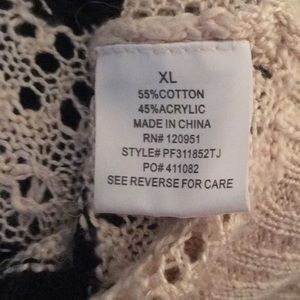 XL
55%COTTON
45%ACRYLIC
MADE IN CHINA
RN# 120951
STYLE# PF311852TJ
PO# 411082
SEE REVERSE FOR CARE